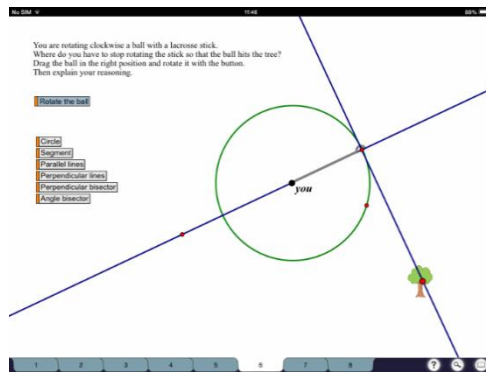 No SIM
11:46
88%
You are rotating clockwise a ball with a lacrosse stick.
Where do you have to stop rotating the stick so that the ball hits the tree?
Drag the ball in the right position and rotate it with the button.
Then explain your reasoning.
Rotate the ball
Circle
Segment
Parallel lines
Perpendicular lines
Perpendicular bisector
Angle bisector
you
1 2 3 4 5 6 7 8 ?